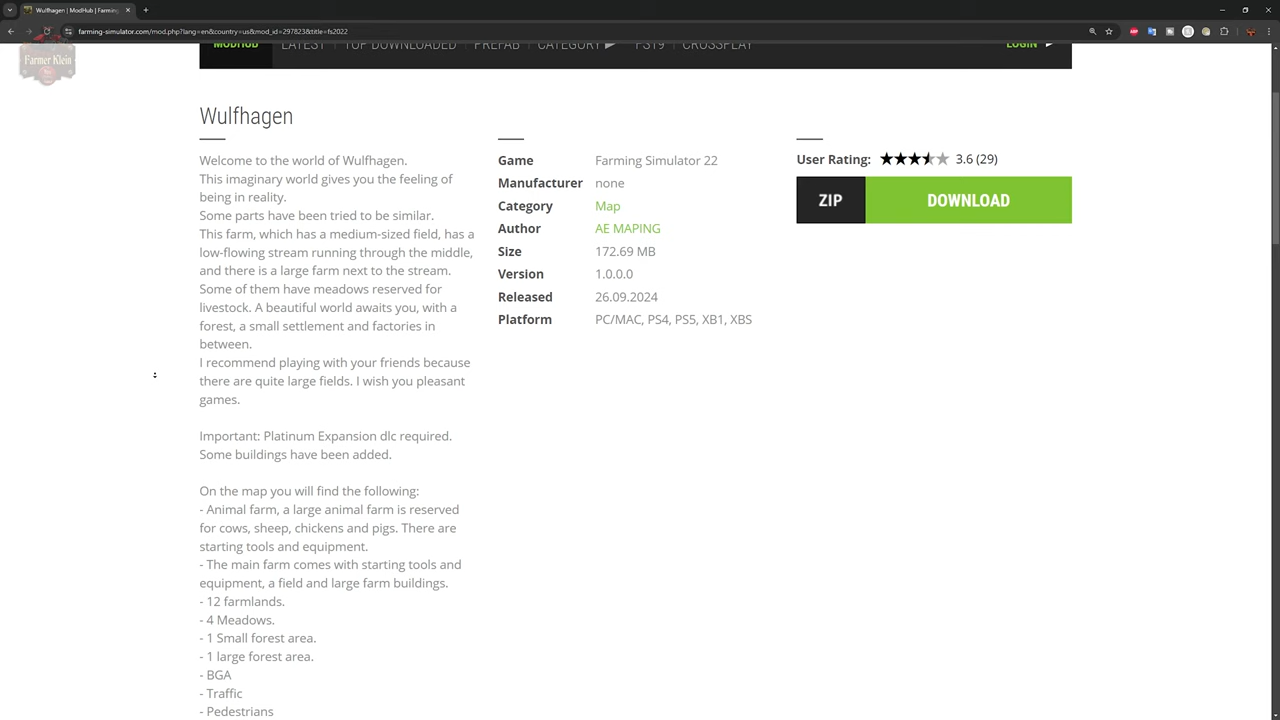 Wulfhagen | ModHub | Farming-
farming-simulator.com/mod.php?lang=en&country=us&mod_id=297823&title=fs2022
Farmer Klein
MODHUB LATEST TOP DOWNLOADED PREFAB CATEGORY FS19 CROSSPLAY LOGIN
Wulfhagen
Welcome to the world of Wulfhagen.
This imaginary world gives you the feeling of
being in reality.
Some parts have been tried to be similar.
This farm, which has a medium-sized field, has a
low-flowing stream running through the middle,
and there is a large farm next to the stream.
Some of them have meadows reserved for
livestock. A beautiful world awaits you, with a
forest, a small settlement and factories in
between.
I recommend playing with your friends because
there are quite large fields. I wish you pleasant
games.
Important: Platinum Expansion dlc required.
Some buildings have been added.
On the map you will find the following:
- Animal farm, a large animal farm is reserved
for cows, sheep, chickens and pigs. There are
starting tools and equipment.
- The main farm comes with starting tools and
equipment, a field and large farm buildings.
- 12 farmlands.
- 4 Meadows.
- 1 Small forest area.
- 1 large forest area.
- BGA
- Traffic
- Pedestrians
Game Farming Simulator 22
Manufacturer none
Category Map
Author AE MAPING
Size 172.69 MB
Version 1.0.0.0
Released 26.09.2024
Platform PC/MAC, PS4, PS5, XB1, XBS
User Rating: 3.6 (29)
ZIP DOWNLOAD